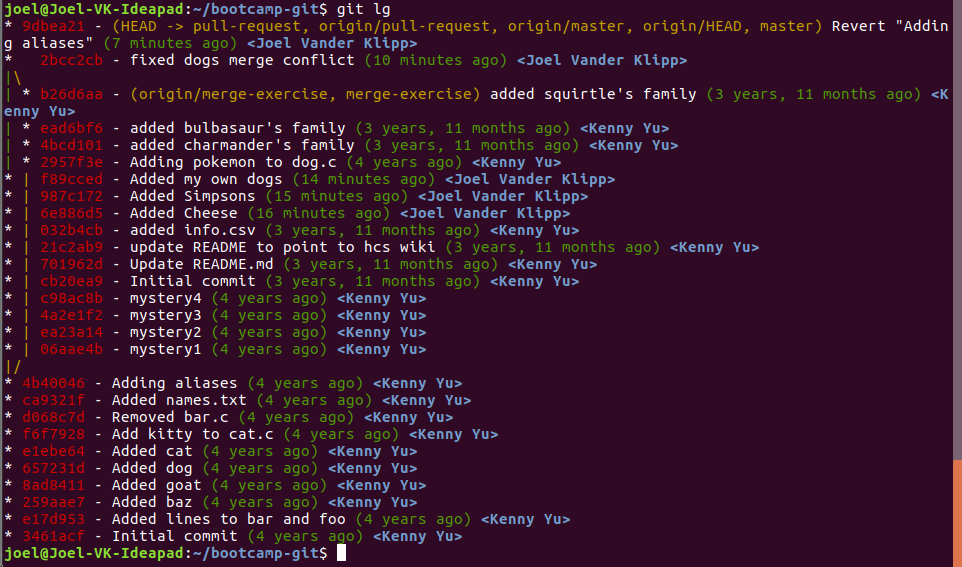 joel@Joel-VK-Ideapad:~/bootcamp-git$ git lg
* 9dbea21 - (HEAD -> pull-request, origin/pull-request, origin/master, origin/HEAD, master) Revert "Addin
g aliases" (7 minutes ago) <Joel Vander Klipp>
*   2bcc2cb - fixed dogs merge conflict (10 minutes ago) <Joel Vander Klipp>
|\
| * b26d6aa - (origin/merge-exercise, merge-exercise) added squirtle's family (3 years, 11 months ago) <K
enny Yu>
| * ead6bf6 - added bulbasaur's family (3 years, 11 months ago) <Kenny Yu>
| * 4bcd101 - added charmander's family (3 years, 11 months ago) <Kenny Yu>
| * 2957f3e - Adding pokemon to dog.c (4 years ago) <Kenny Yu>
* | f89cced - Added my own dogs (14 minutes ago) <Joel Vander Klipp>
* | 987c172 - Added Simpsons (15 minutes ago) <Joel Vander Klipp>
* | 6e886d5 - Added Cheese (16 minutes ago) <Joel Vander Klipp>
* | 032b4cb - added info.csv (3 years, 11 months ago) <Kenny Yu>
* | 21c2ab9 - update README to point to hcs wiki (3 years, 11 months ago) <Kenny Yu>
* | 701962d - Update README.md (3 years, 11 months ago) <Kenny Yu>
* | cb20ea9 - Initial commit (3 years, 11 months ago) <Kenny Yu>
* | c98ac8b - mystery4 (4 years ago) <Kenny Yu>
* | 4a2e1f2 - mystery3 (4 years ago) <Kenny Yu>
* | ea23a14 - mystery2 (4 years ago) <Kenny Yu>
* | 06aae4b - mystery1 (4 years ago) <Kenny Yu>
|/
* 4b40046 - Adding aliases (4 years ago) <Kenny Yu>
* ca9321f - Added names.txt (4 years ago) <Kenny Yu>
* d068c7d - Removed bar.c (4 years ago) <Kenny Yu>
* f6f7928 - Add kitty to cat.c (4 years ago) <Kenny Yu>
* e1ebe64 - Added cat (4 years ago) <Kenny Yu>
* 657231d - Added dog (4 years ago) <Kenny Yu>
* 8ad8411 - Added goat (4 years ago) <Kenny Yu>
* 259aae7 - Added baz (4 years ago) <Kenny Yu>
* e17d953 - Added lines to bar and foo (4 years ago) <Kenny Yu>
* 3461acf - Initial commit (4 years ago) <Kenny Yu>
joel@Joel-VK-Ideapad:~/bootcamp-git$